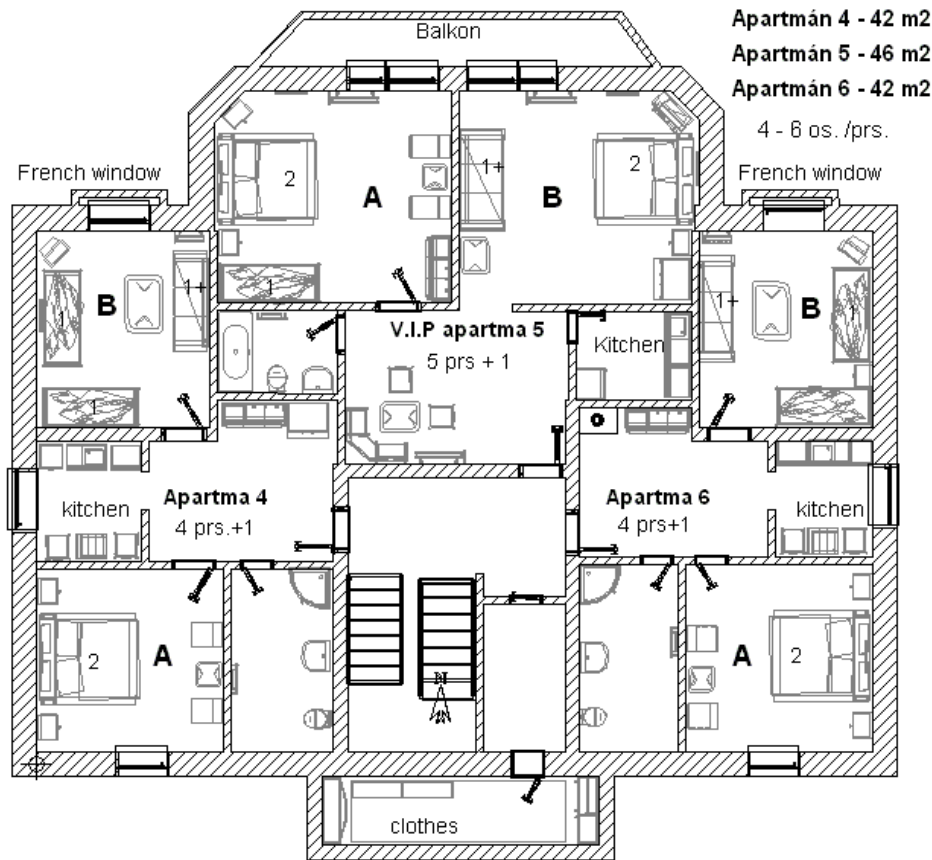 Balkon
Apartmán 4 - 42 m2
Apartmán 5 - 46 m2
Apartmán 6 - 42 m2
4 - 6 os. /prs.
French window
French window
2
A
1+
B
2
1
B
1
1+
1
1+
B
1
V.I.P apartma 5
5 prs + 1
Kitchen
kitchen
Apartma 4
4 prs.+1
Apartma 6
4 prs+1
kitchen
2
A
N
A
2
clothes